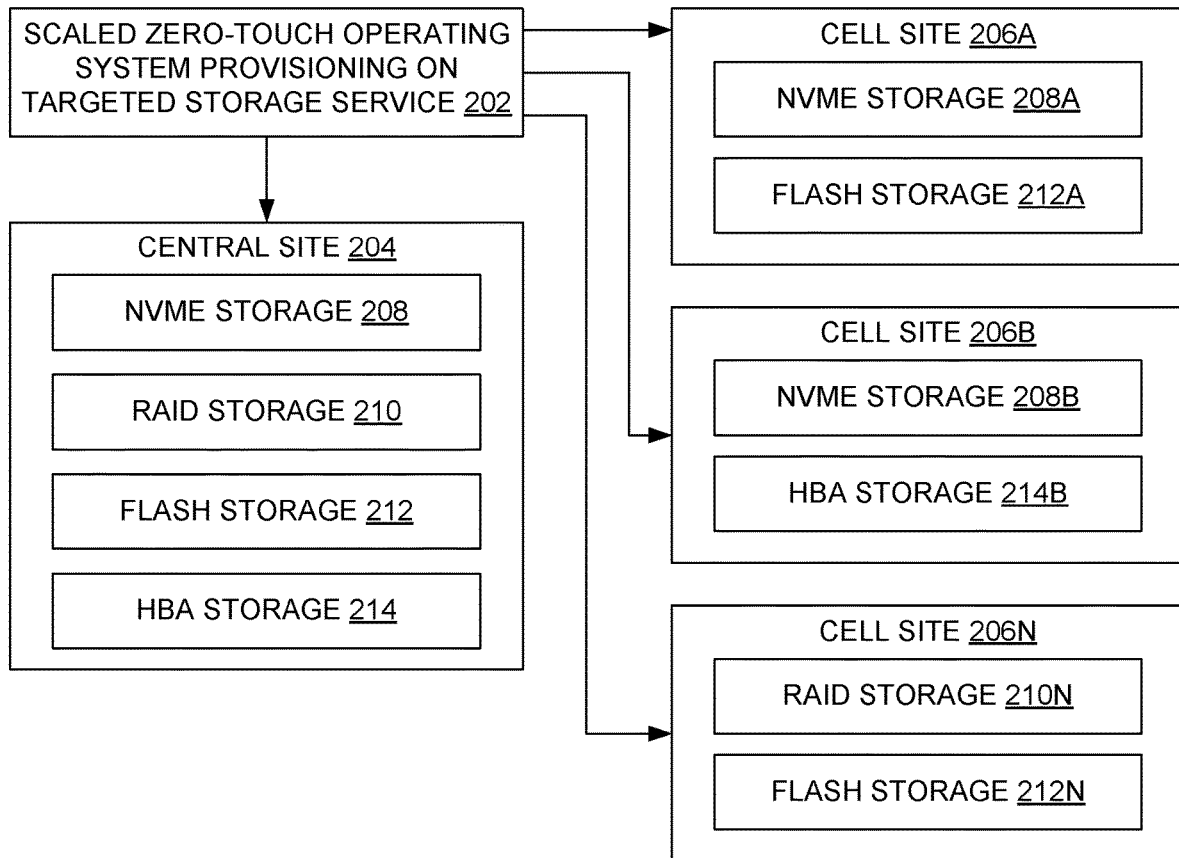 SCALED ZERO-TOUCH OPERATING
SYSTEM PROVISIONING ON
TARGETED STORAGE SERVICE 202
CENTRAL SITE 204
NVME STORAGE 208
RAID STORAGE 210
FLASH STORAGE 212
HBA STORAGE 214
CELL SITE 206A
NVME STORAGE 208A
FLASH STORAGE 212A
CELL SITE 206B
NVME STORAGE 208B
HBA STORAGE 214B
CELL SITE 206N
RAID STORAGE 210N
FLASH STORAGE 212N